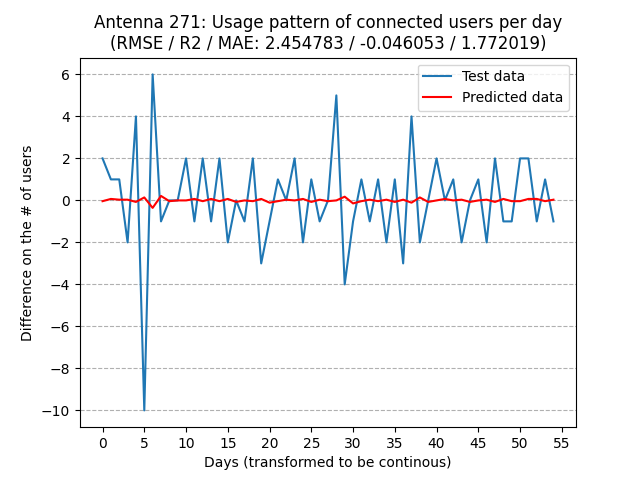 Antenna 271: Usage pattern of connected users per day
(RMSE / R2 / MAE: 2.454783 / -0.046053 / 1.772019)
Test data
Predicted data
Difference on the # of users
6
4
2
0
−2
−4
−6
−8
−10
0 5 10 15 20 25 30 35 40 45 50 55
Days (transformed to be continous)